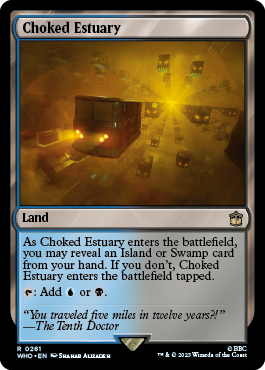 Choked Estuary
Land
As Choked Estuary enters the battlefield,
you may reveal an Island or Swamp card
from your hand. If you don't, Choked
Estuary enters the battlefield tapped.
: Add or .
“You traveled five miles in twelve years?!”
—The Tenth Doctor
R 0261 © BBC
WHO • EN Shahab Alizadeh ™ & © 2023 Wizards of the Coast